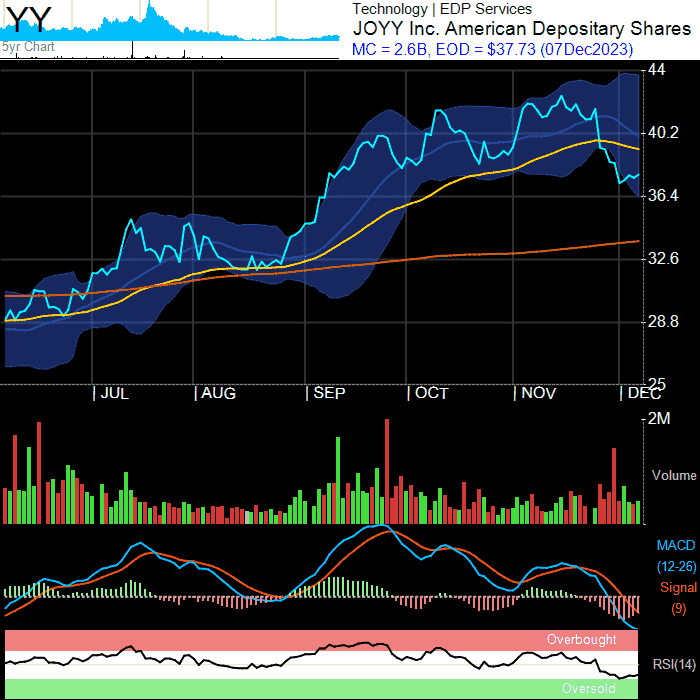 YY
5yr Chart
Technology | EDP Services
JOYY Inc. American Depositary Shares
MC = 2.6B, EOD = $37.73 (07Dec2023)
44
40.2
36.4
32.6
28.8
25
| JUL | AUG | SEP | OCT | NOV | DEC
2M
Volume
MACD
(12-26)
Signal
(9)
Overbought
RSI(14)
Oversold